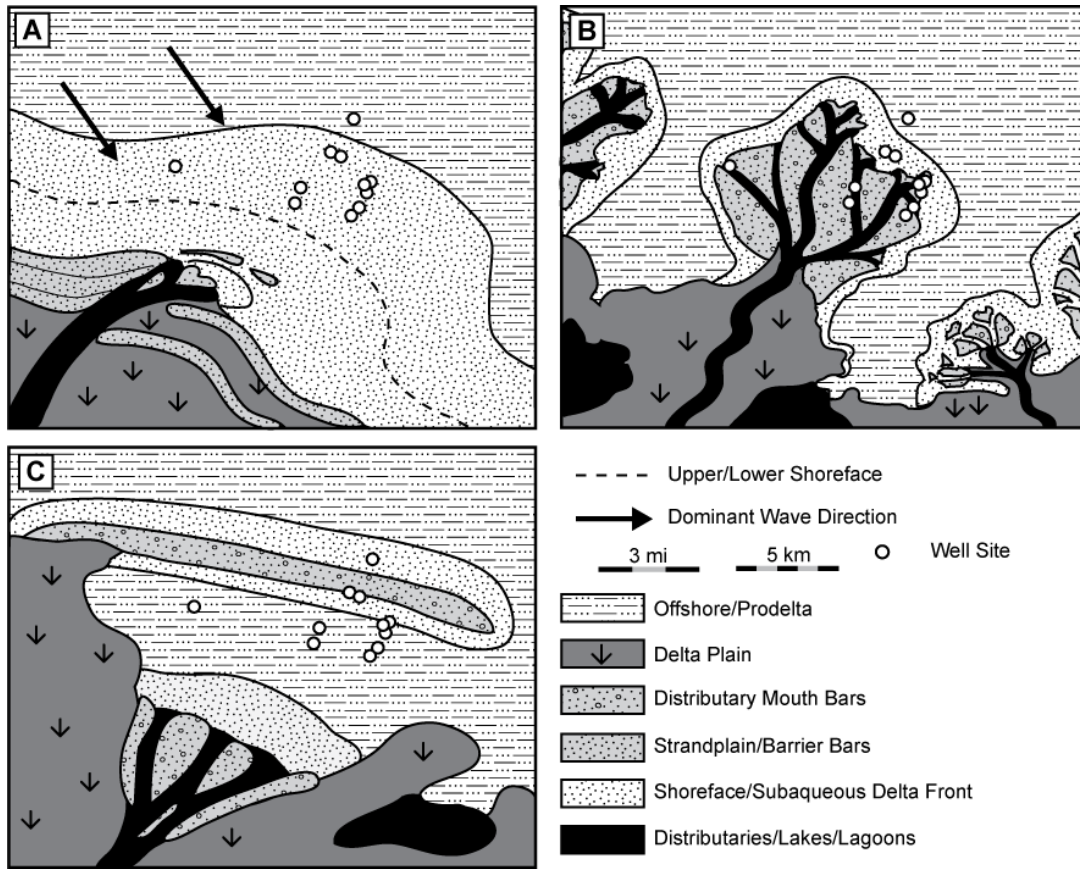 A
B
C
Upper/Lower Shoreface
Dominant Wave Direction
3 mi 5 km Well Site
Offshore/Prodelta
Delta Plain
Distributary Mouth Bars
Strandplain/Barrier Bars
Shoreface/Subaqueous Delta Front
Distributaries/Lakes/Lagoons